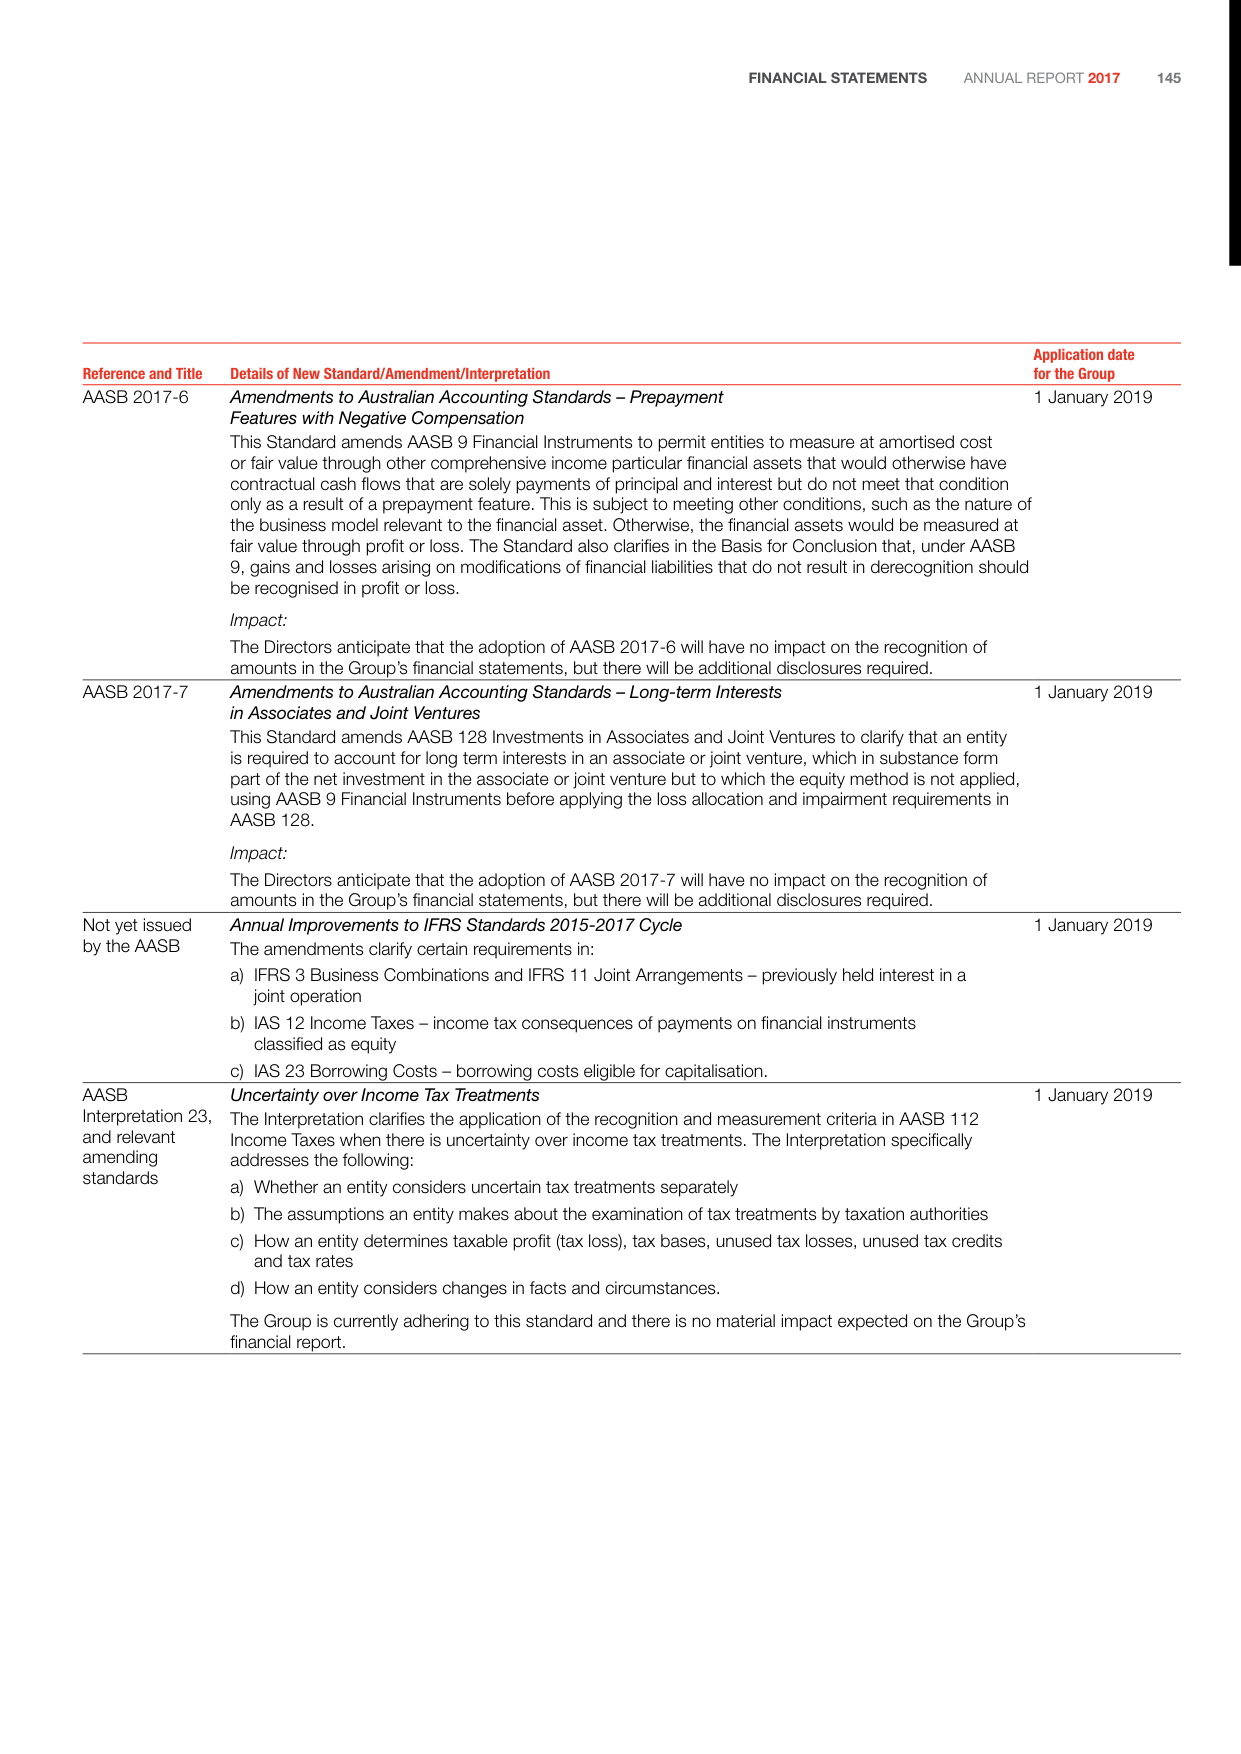 FINANCIAL STATEMENTS ANNUAL REPORT 2017 145
Reference and Title Details of New Standard/Amendment/Interpretation Application date
for the Group
AASB 2017-6 Amendments to Australian Accounting Standards – Prepayment 1 January 2019
Features with Negative Compensation
This Standard amends AASB 9 Financial Instruments to permit entities to measure at amortised cost
or fair value through other comprehensive income particular financial assets that would otherwise have
contractual cash flows that are solely payments of principal and interest but do not meet that condition
only as a result of a prepayment feature. This is subject to meeting other conditions, such as the nature of
the business model relevant to the financial asset. Otherwise, the financial assets would be measured at
fair value through profit or loss. The Standard also clarifies in the Basis for Conclusion that, under AASB
9, gains and losses arising on modifications of financial liabilities that do not result in derecognition should
be recognised in profit or loss.
Impact:
The Directors anticipate that the adoption of AASB 2017-6 will have no impact on the recognition of
amounts in the Group's financial statements, but there will be additional disclosures required.
AASB 2017-7 Amendments to Australian Accounting Standards – Long-term Interests 1 January 2019
in Associates and Joint Ventures
This Standard amends AASB 128 Investments in Associates and Joint Ventures to clarify that an entity
is required to account for long term interests in an associate or joint venture, which in substance form
part of the net investment in the associate or joint venture but to which the equity method is not applied,
using AASB 9 Financial Instruments before applying the loss allocation and impairment requirements in
AASB 128.
Impact:
The Directors anticipate that the adoption of AASB 2017-7 will have no impact on the recognition of
amounts in the Group's financial statements, but there will be additional disclosures required.
Not yet issued Annual Improvements to IFRS Standards 2015-2017 Cycle 1 January 2019
by the AASB The amendments clarify certain requirements in:
a) IFRS 3 Business Combinations and IFRS 11 Joint Arrangements – previously held interest in a
joint operation
b) IAS 12 Income Taxes – income tax consequences of payments on financial instruments
classified as equity
c) IAS 23 Borrowing Costs – borrowing costs eligible for capitalisation.
AASB Uncertainty over Income Tax Treatments 1 January 2019
Interpretation 23, The Interpretation clarifies the application of the recognition and measurement criteria in AASB 112
and relevant Income Taxes when there is uncertainty over income tax treatments. The Interpretation specifically
amending addresses the following:
standards a) Whether an entity considers uncertain tax treatments separately
b) The assumptions an entity makes about the examination of tax treatments by taxation authorities
c) How an entity determines taxable profit (tax loss), tax bases, unused tax losses, unused tax credits
and tax rates
d) How an entity considers changes in facts and circumstances.
The Group is currently adhering to this standard and there is no material impact expected on the Group's
financial report.